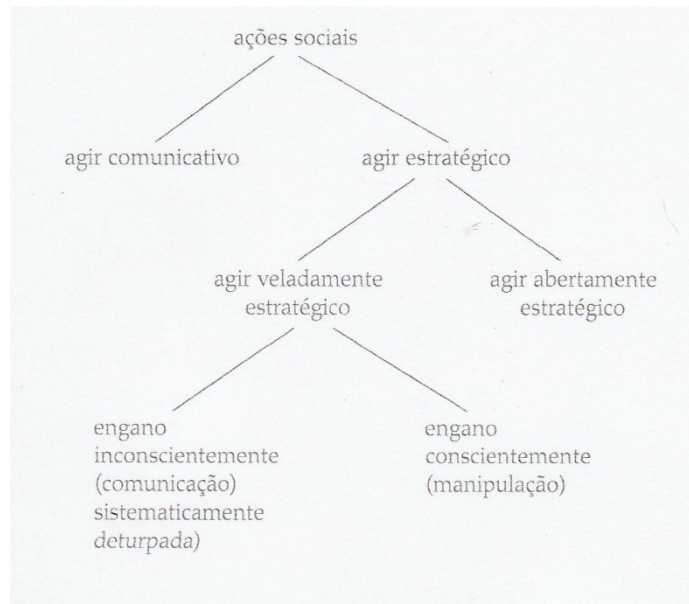 ações sociais
agir comunicativo
agir estratégico
agir veladamente
estratégico
agir abertamente
estratégico
engano
inconscientemente
(comunicação)
sistematicamente
deturpada)
engano
conscientemente
(manipulação)